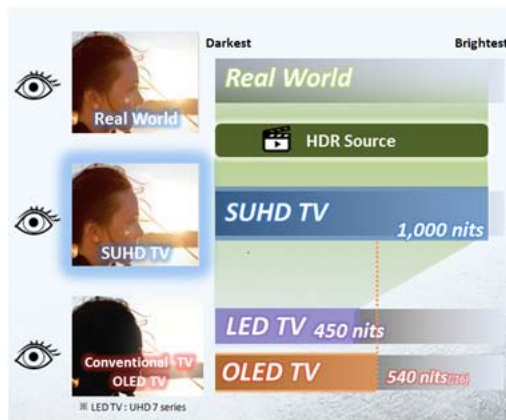 Darkest
Brightest
Real World
Real World
HDR Source
SUHD TV
1,000 nits
SUHD TV
LED TV 450 nits
Conventional TV
OLED TV
OLED TV
540 nits('16)
※ LED TV : UHD 7 series